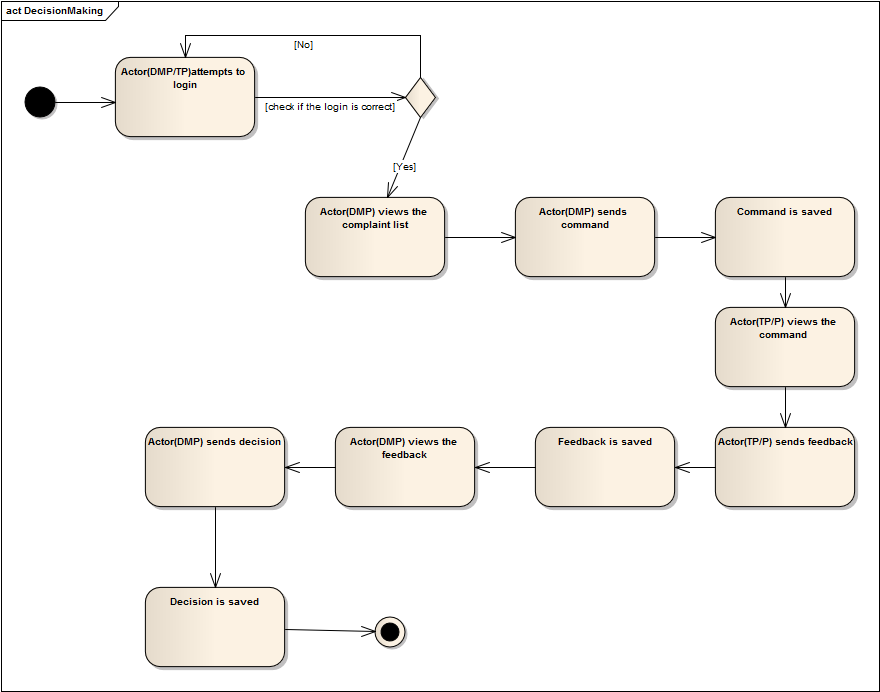 act DecisionMaking
[No]
Actor(DMP/TP)attempts to
login
[check if the login is correct]
[Yes]
Actor(DMP) views the
complaint list
Actor(DMP) sends
command
Command is saved
Actor(TP/P) views the
command
Actor(DMP) sends decision
Actor(DMP) views the
feedback
Feedback is saved
Actor(TP/P) sends feedback
Decision is saved